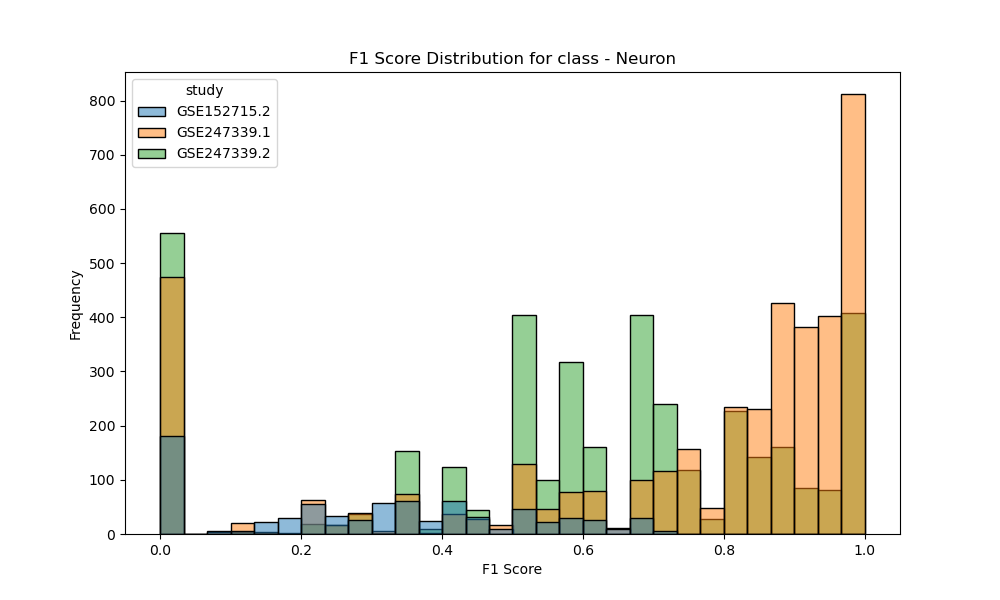 F1 Score Distribution for class - Neuron
study
GSE152715.2
GSE247339.1
GSE247339.2
Frequency
800
700
600
500
400
300
200
100
0
0.0 0.2 0.4 0.6 0.8 1.0
F1 Score